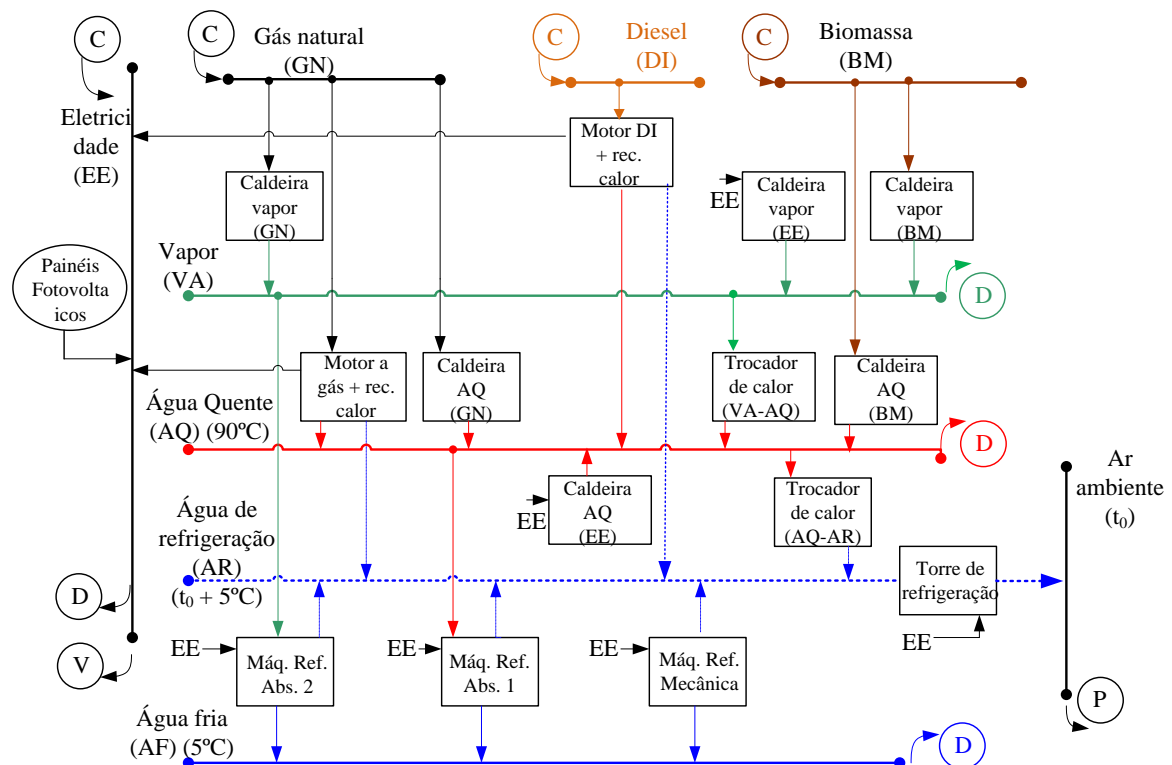 C
C
Gás natural
(GN)
C
Diesel
(DI)
C
Biomassa
(BM)
Eletrici
dade
(EE)
Motor DI
+ rec.
calor
Caldeira
vapor
(GN)
EE
Caldeira
vapor
(EE)
Caldeira
vapor
(BM)
Vapor
(VA)
D
Painéis
Fotovolta
icos
Motor a
gás + rec.
calor
Caldeira
AQ
(GN)
Trocador
de calor
(VA-AQ)
Caldeira
AQ
(BM)
Água Quente
(AQ) (90ºC)
D
EE
Caldeira
AQ
(EE)
Trocador
de calor
(AQ-AR)
Ar
ambiente
(t0)
Água de
refrigeração
(AR)
(t0 + 5ºC)
Torre de
refrigeração
EE
D
V
EE
Máq. Ref.
Abs. 2
EE
Máq. Ref.
Abs. 1
EE
Máq. Ref.
Mecânica
P
Água fria
(AF) (5ºC)
D